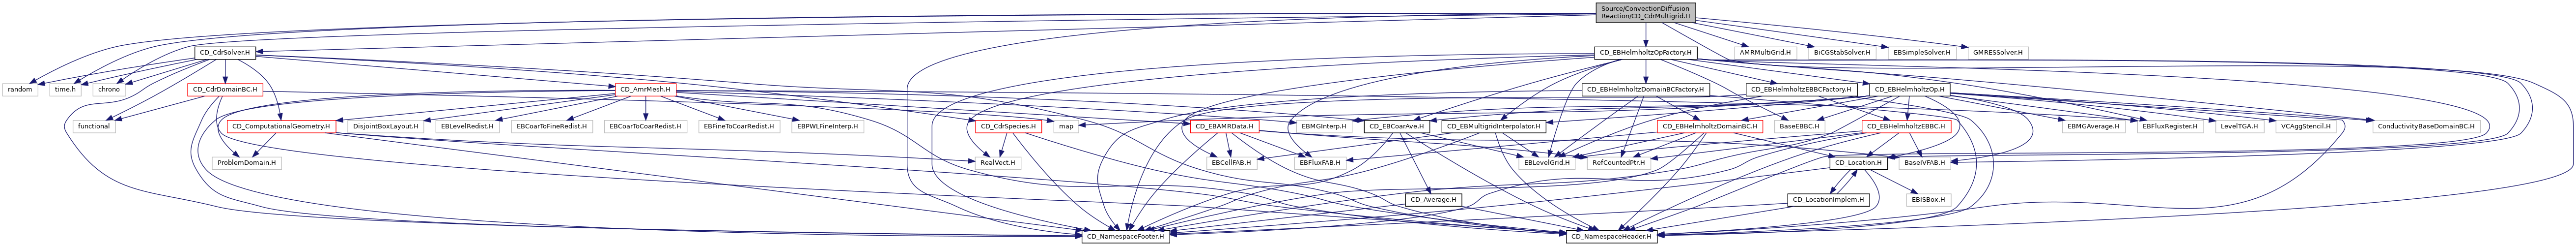 Source/ConvectionDiffusion
Reaction/CD_CdrMultigrid.H
CD_CdrSolver.H
CD_EBHelmholtzOpFactory.H
AMRMultiGrid.H
BiCGStabSolver.H
EBSimpleSolver.H
GMRESSolver.H
random
time.h
chrono
CD_CdrDomainBC.H
CD_AmrMesh.H
CD_EBHelmholtzDomainBCFactory.H
CD_EBHelmholtzEBBCFactory.H
CD_EBHelmholtzOp.H
functional
CD_ComputationalGeometry.H
DisjointBoxLayout.H
EBLevelRedist.H
EBCoarToFineRedist.H
EBCoarToCoarRedist.H
EBFineToCoarRedist.H
EBPWLFineInterp.H
CD_CdrSpecies.H
map
CD_EBAMRData.H
EBMGInterp.H
CD_EBCoarAve.H
CD_EBMultigridInterpolator.H
BaseEBBC.H
CD_EBHelmholtzDomainBC.H
CD_EBHelmholtzEBBC.H
EBMGAverage.H
EBFluxRegister.H
LevelTGA.H
VCAggStencil.H
ConductivityBaseDomainBC.H
ProblemDomain.H
RealVect.H
EBCellFAB.H
EBFluxFAB.H
EBLevelGrid.H
RefCountedPtr.H
CD_Location.H
BaseIVFAB.H
CD_Average.H
CD_LocationImplem.H
EBISBox.H
CD_NamespaceFooter.H
CD_NamespaceHeader.H